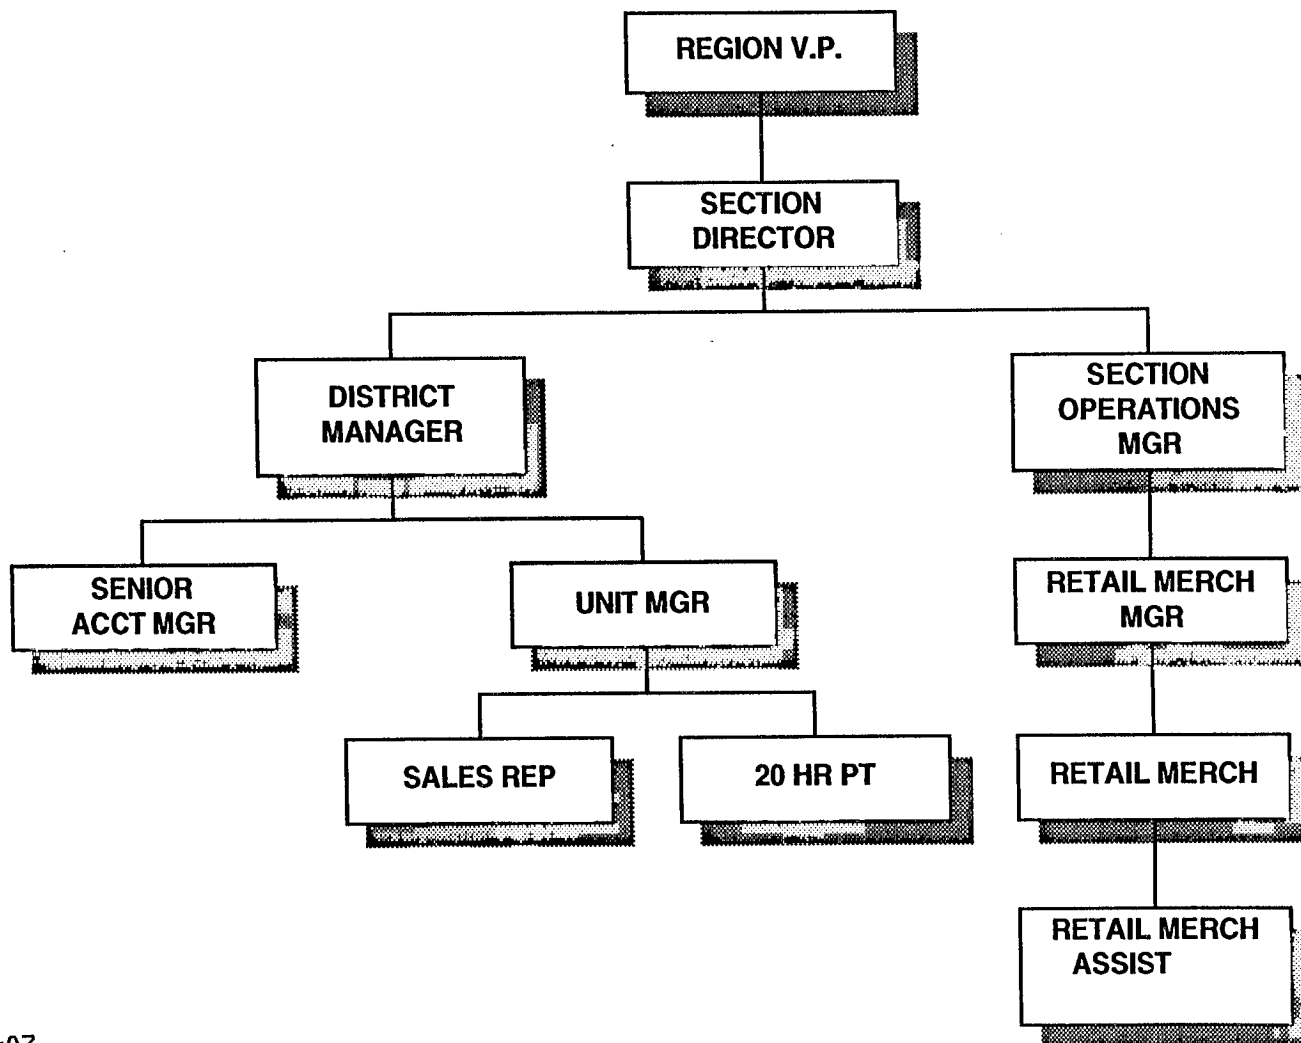 REGION V.P.
SECTION
DIRECTOR
DISTRICT
MANAGER
SECTION
OPERATIONS
MGR
SENIOR
ACCT MGR
UNIT MGR
RETAIL MERCH
MGR
SALES REP
20 HR PT
RETAIL MERCH
RETAIL MERCH
ASSIST